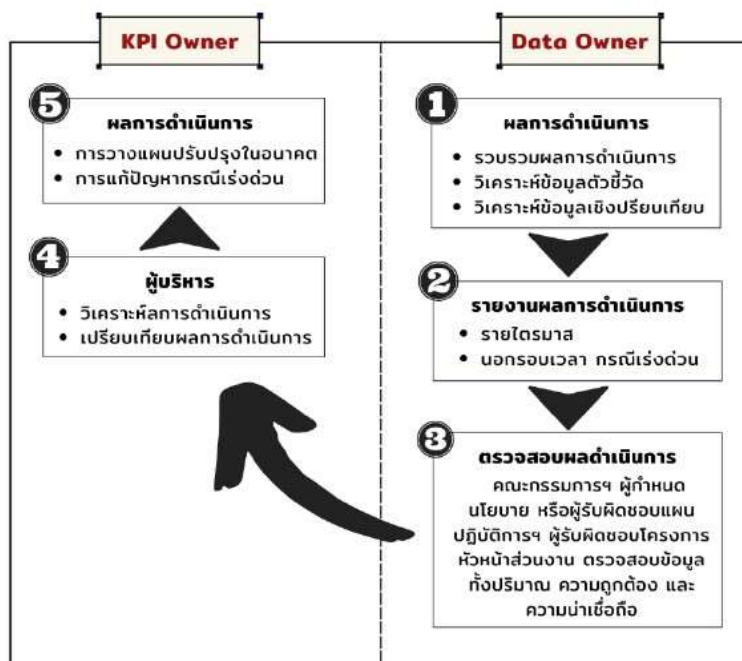 KPI Owner
Data Owner
5
ผลการดำเนินการ
• การวางแผนปรับปรุงในอนาคต
• การแก้ปัญหากรณีเร่งด่วน
4
ผู้บริหาร
• วิเคราะห์ลการดำเนินการ
• เปรียบเทียบผลการดำเนินการ
1
ผลการดำเนินการ
• รวบรวมผลการดำเนินการ
• วิเคราะห์ข้อมูลตัวชี้วัด
• วิเคราะห์ข้อมูลเชิงปรียบเทียบ
2
รายงานผลการดำเนินการ
• รายไตรมาส
• นอกรอบเวลา กรณีเร่งด่วน
3
ตรวจสอบผลดำเนินการ
คณะกรรมการฯ ผู้กำหนด
นโยบาย หรือผู้รับผิดชอบแผน
ปฏิบัติการฯ ผู้รับผิดชอบโครงการ
หัวหน้าส่วนงาน ตรวจสอบข้อมูล
ทั้งปริมาณ ความถูกต้อง และ
ความน่าเชื่อถือ